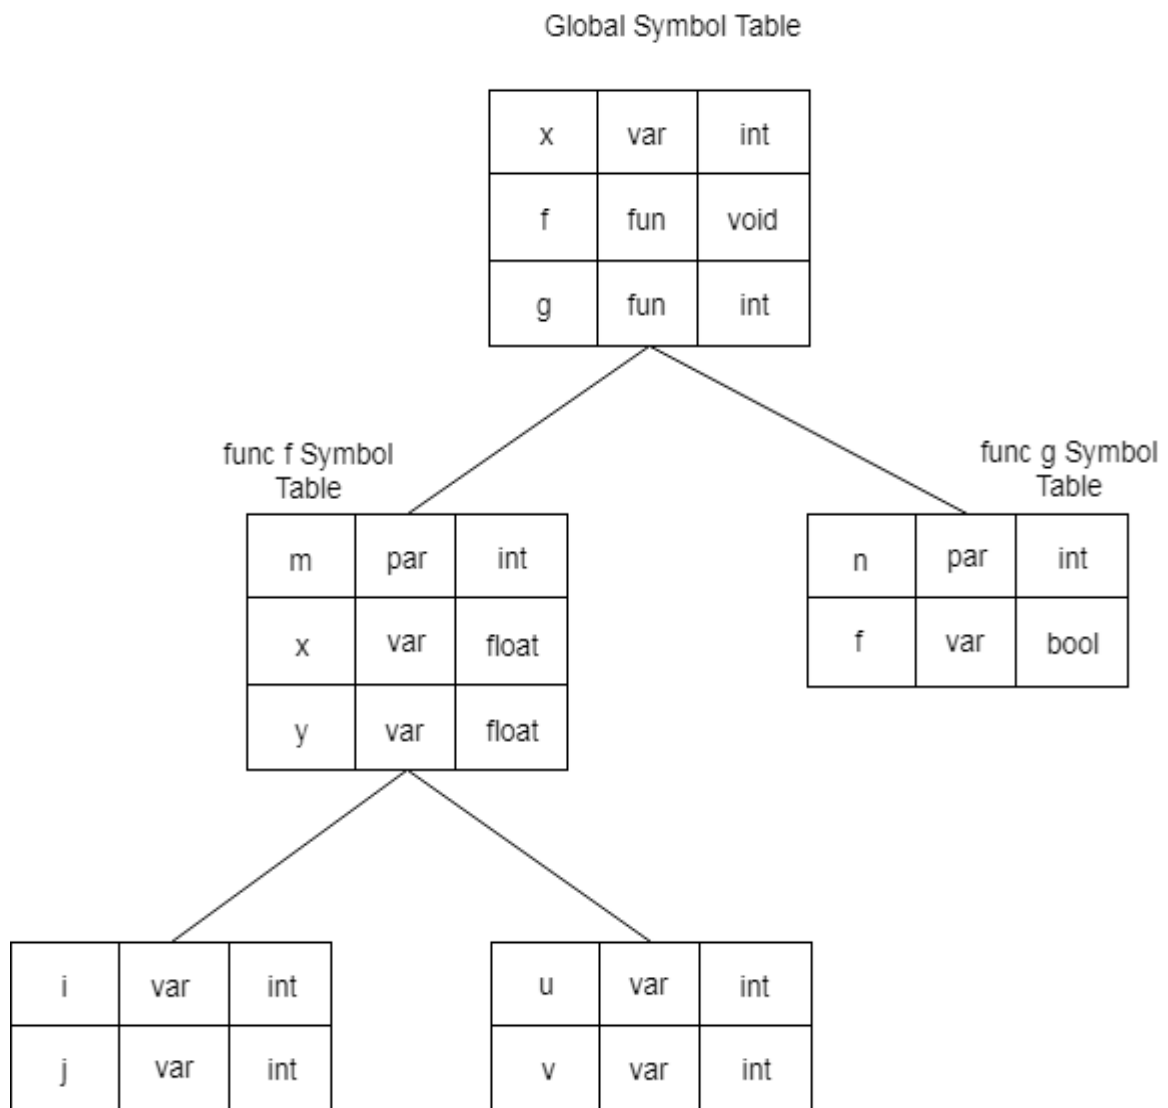 Global Symbol Table
x var int
f fun void
g fun int
func f Symbol
Table
func g Symbol
Table
m par int
x var float
y var float
n par int
f var bool
i var int
j var int
u var int
v var int